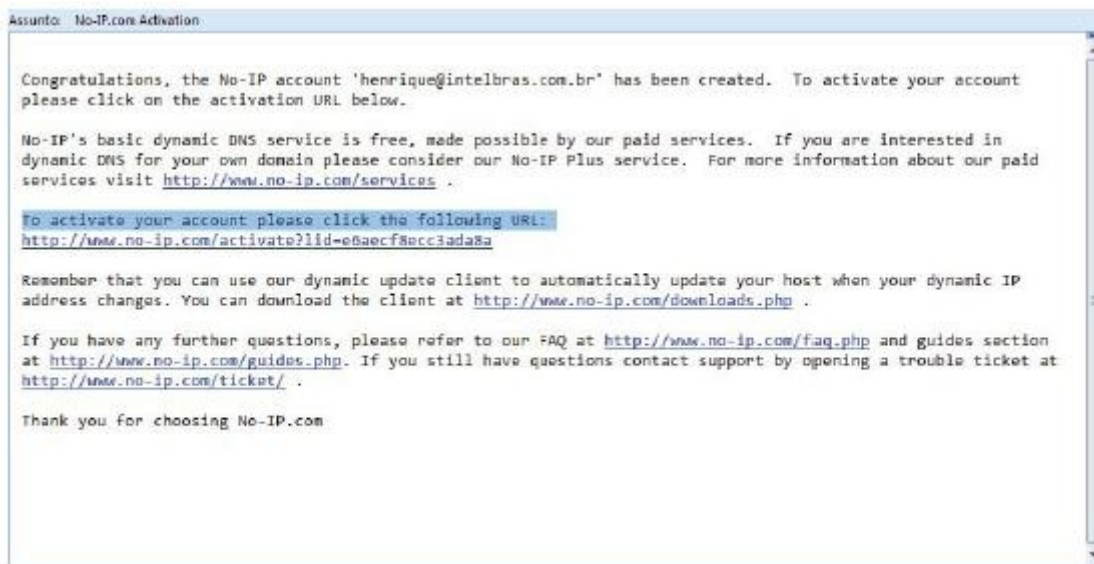 Assunto: No-IP.com Activation
Congratulations, the No-IP account 'henrique@intelbras.com.br' has been created. To activate your account
please click on the activation URL below.
No-IP's basic dynamic DNS service is free, made possible by our paid services. If you are interested in
dynamic DNS for your own domain please consider our No-IP Plus service. For more information about our paid
services visit http://www.no-ip.com/services .
To activate your account please click the following URL:
http://www.no-ip.com/activate?lid=e6aecf8ecc3ada8a
Remember that you can use our dynamic update client to automatically update your host when your dynamic IP
address changes. You can download the client at http://www.no-ip.com/downloads.php .
If you have any further questions, please refer to our FAQ at http://www.no-ip.com/faq.php and guides section
at http://www.no-ip.com/guides.php. If you still have questions contact support by opening a trouble ticket at
http://www.no-ip.com/ticket/ .
Thank you for choosing No-IP.com